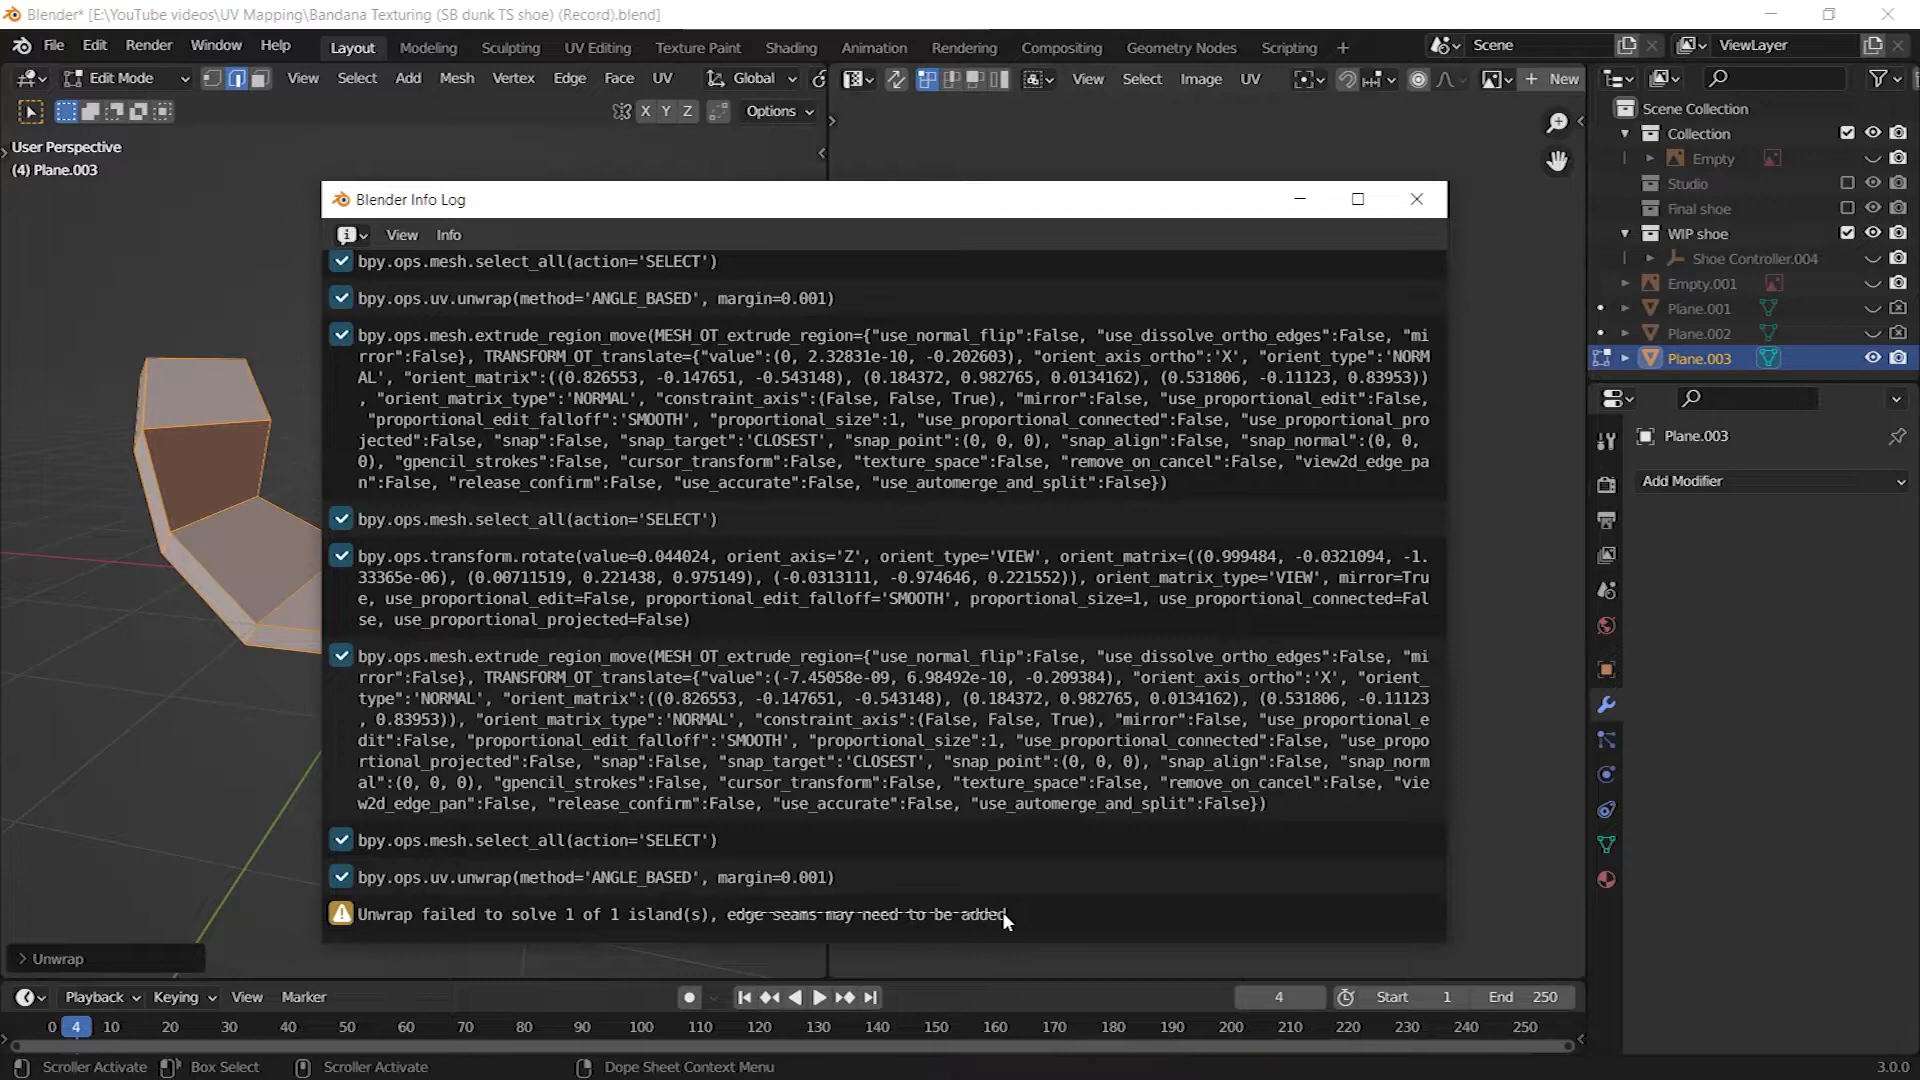 Blender* [E:\YouTube videos\UV Mapping\Bandana Texturing (SB dunk TS shoe) (Record).blend]
File Edit Render Window Help Layout Modeling Sculpting UV Editing Texture Paint Shading Animation Rendering Compositing Geometry Nodes Scripting + Scene ViewLayer
Edit Mode View Select Add Mesh Vertex Edge Face UV Global View Select Image UV + New
X Y Z Options
User Perspective
(4) Plane.003
Scene Collection
Collection
Empty
Studio
Final shoe
WIP shoe
Shoe Controller.004
Empty.001
Plane.001
Plane.002
Plane.003
Plane.003
Add Modifier
Blender Info Log
View Info
bpy.ops.mesh.select_all(action='SELECT')
bpy.ops.uv.unwrap(method='ANGLE_BASED', margin=0.001)
bpy.ops.mesh.extrude_region_move(MESH_OT_extrude_region={"use_normal_flip":False, "use_dissolve_ortho_edges":False, "mi
rror":False}, TRANSFORM_OT_translate={"value":(0, 2.32831e-10, -0.202603), "orient_axis_ortho":'X', "orient_type":'NORM
AL', "orient_matrix":((0.826553, -0.147651, -0.543148), (0.184372, 0.982765, 0.0134162), (0.531806, -0.11123, 0.83953))
, "orient_matrix_type":'NORMAL', "constraint_axis":(False, False, True), "mirror":False, "use_proportional_edit":False,
"proportional_edit_falloff":'SMOOTH', "proportional_size":1, "use_proportional_connected":False, "use_proportional_pro
jected":False, "snap":False, "snap_target":'CLOSEST', "snap_point":(0, 0, 0), "snap_align":False, "snap_normal":(0, 0,
0), "gpencil_strokes":False, "cursor_transform":False, "texture_space":False, "remove_on_cancel":False, "view2d_edge_pa
n":False, "release_confirm":False, "use_accurate":False, "use_automerge_and_split":False})
bpy.ops.mesh.select_all(action='SELECT')
bpy.ops.transform.rotate(value=0.044024, orient_axis='Z', orient_type='VIEW', orient_matrix=((0.999484, -0.0321094, -1.
33365e-06), (0.00711519, 0.221438, 0.975149), (-0.0313111, -0.974646, 0.221552)), orient_matrix_type='VIEW', mirror=Tru
e, use_proportional_edit=False, proportional_edit_falloff='SMOOTH', proportional_size=1, use_proportional_connected=Fal
se, use_proportional_projected=False)
bpy.ops.mesh.extrude_region_move(MESH_OT_extrude_region={"use_normal_flip":False, "use_dissolve_ortho_edges":False, "mi
rror":False}, TRANSFORM_OT_translate={"value":(-7.45058e-09, 6.98492e-10, -0.209384), "orient_axis_ortho":'X', "orient_
type":'NORMAL', "orient_matrix":((0.826553, -0.147651, -0.543148), (0.184372, 0.982765, 0.0134162), (0.531806, -0.11123
, 0.83953)), "orient_matrix_type":'NORMAL', "constraint_axis":(False, False, True), "mirror":False, "use_proportional_e
dit":False, "proportional_edit_falloff":'SMOOTH', "proportional_size":1, "use_proportional_connected":False, "use_propo
rtional_projected":False, "snap":False, "snap_target":'CLOSEST', "snap_point":(0, 0, 0), "snap_align":False, "snap_norm
al":(0, 0, 0), "gpencil_strokes":False, "cursor_transform":False, "texture_space":False, "remove_on_cancel":False, "vie
w2d_edge_pan":False, "release_confirm":False, "use_accurate":False, "use_automerge_and_split":False})
bpy.ops.mesh.select_all(action='SELECT')
bpy.ops.uv.unwrap(method='ANGLE_BASED', margin=0.001)
Unwrap failed to solve 1 of 1 island(s), edge seams may need to be added
> Unwrap
Playback Keying View Marker 4 Start 1 End 250
0 4 10 20 30 40 50 60 70 80 90 100 110 120 130 140 150 160 170 180 190 200 210 220 230 240 250
Scroller Activate Box Select Scroller Activate Dope Sheet Context Menu 3.0.0